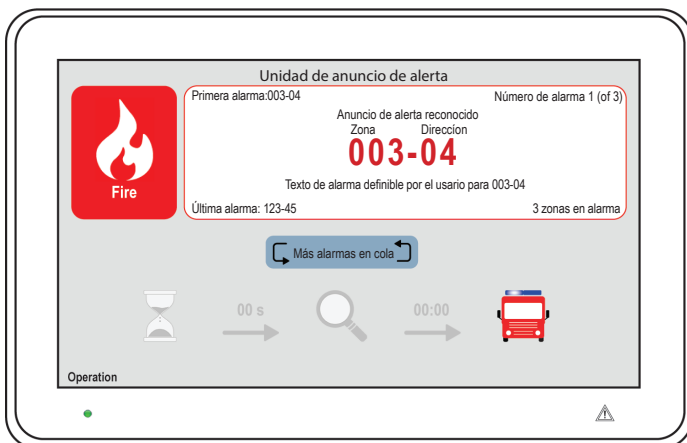 Unidad de anuncio de alerta
Primera alarma:003-04
Número de alarma 1 (of 3)
Anuncio de alerta reconocido
Zona Direccíon
003-04
Fire
Texto de alarma definible por el usario para 003-04
Última alarma: 123-45
3 zonas en alarma
Más alarmas en cola
00 s
00:00
Operation